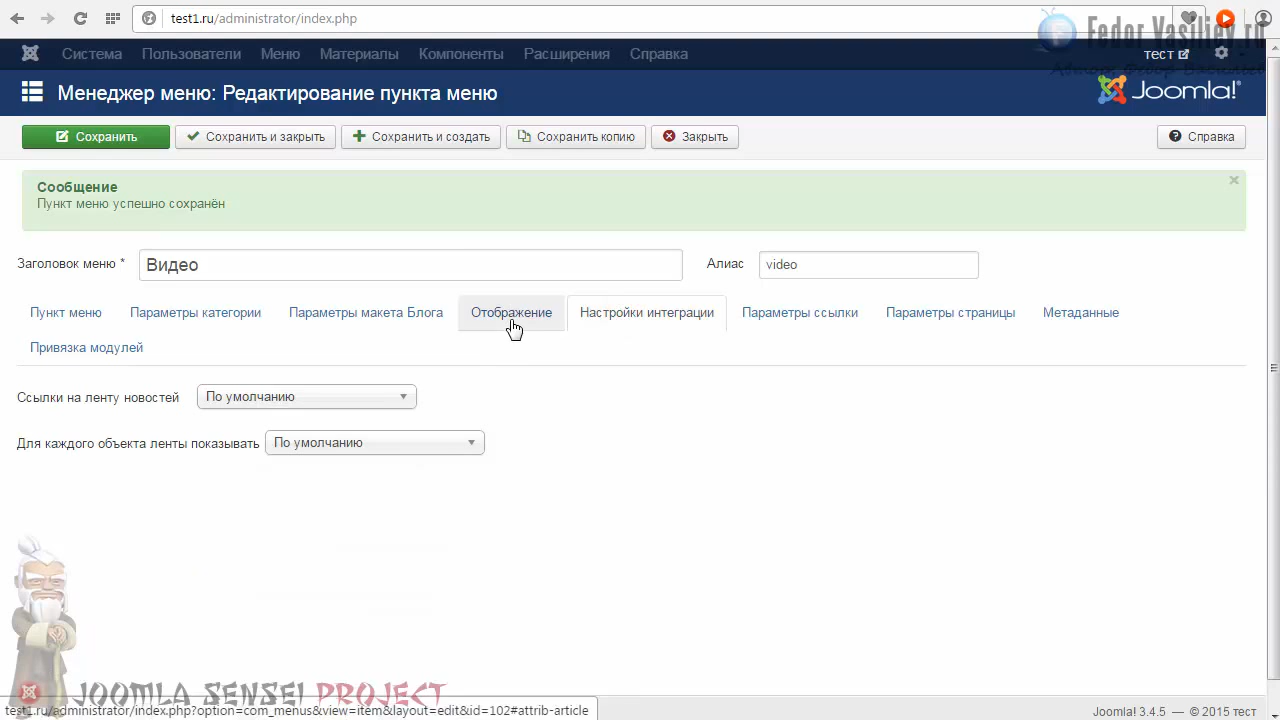 test1.ru/administrator/index.php
Fedor Vasiliev.ru
Автор: Федор Васильев
Система Пользователи Меню Материалы Компоненты Расширения Справка тест
Менеджер меню: Редактирование пункта меню
Joomla!
Сохранить Сохранить и закрыть Сохранить и создать Сохранить копию Закрыть Справка
Сообщение
Пункт меню успешно сохранён
Заголовок меню * Видео Алиас video
Пункт меню Параметры категории Параметры макета Блога Отображение Настройки интеграции Параметры ссылки Параметры страницы Метаданные
Привязка модулей
Ссылки на ленту новостей По умолчанию
Для каждого объекта ленты показывать По умолчанию
JOOMLA SENSEI PROJECT
test1.ru/administrator/index.php?option=com_menus&view=item&layout=edit&id=102#attrib-article
Joomla! 3.4.5 — © 2015 тест